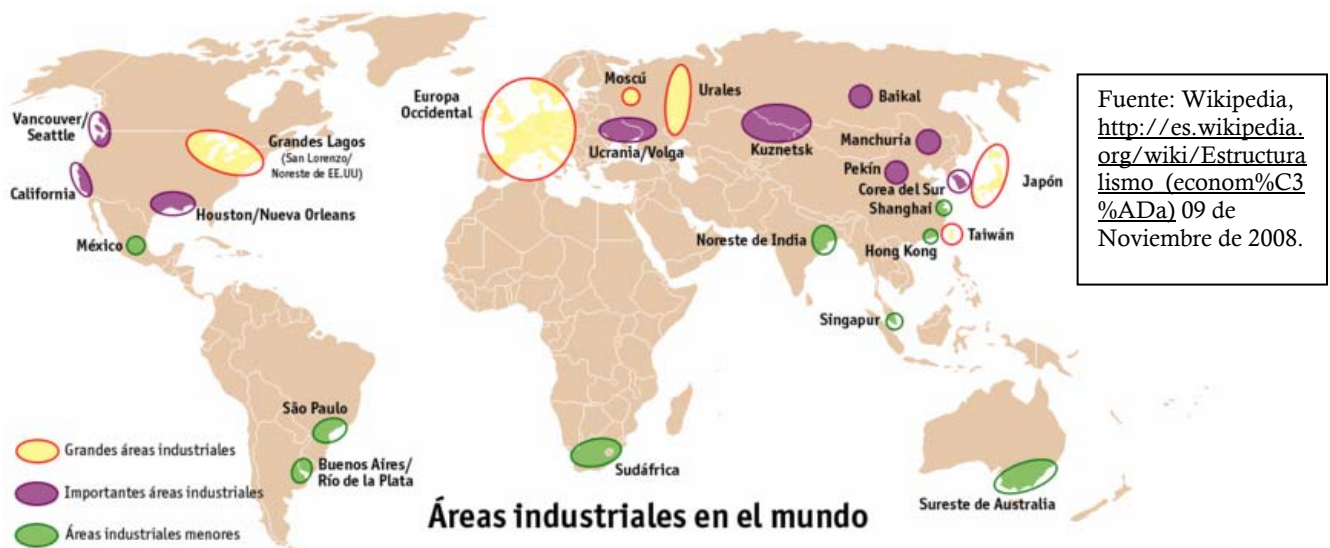 Moscú
Urales
Europa
Occidental
Baikal
Vancouver/
Seattle
Grandes Lagos
(San Lorenzo/
Noreste de EE.UU)
Ucrania/Volga
Kuznetsk
Manchuría
Pekín
Corea del Sur
Japón
California
Houston/Nueva Orleans
Shanghai
México
Noreste de India
Hong Kong
Taiwán
Singapur
São Paulo
Buenos Aires/
Río de la Plata
Sudáfrica
Sureste de Australia
Grandes áreas industriales
Importantes áreas industriales
Áreas industriales menores
Áreas industriales en el mundo
Fuente: Wikipedia,
http://es.wikipedia.
org/wiki/Estructura
lismo_(econom%C3
%ADa) 09 de
Noviembre de 2008.